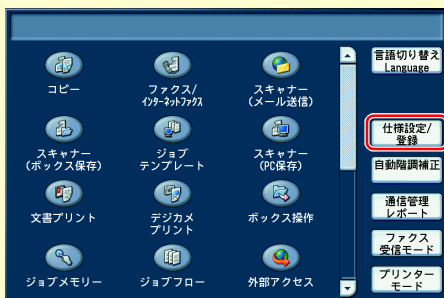 言語切り替え
Language
コピー
ファクス/
インターネットファクス
スキャナー
(メール送信)
仕様設定/
登録
スキャナー
(ボックス保存)
ジョブ
テンプレート
スキャナー
(PC保存)
自動階調補正
文書プリント
デジカメ
プリント
ボックス操作
通信管理
レポート
ファクス
受信モード
ジョブメモリー
ジョブフロー
外部アクセス
プリンター
モード